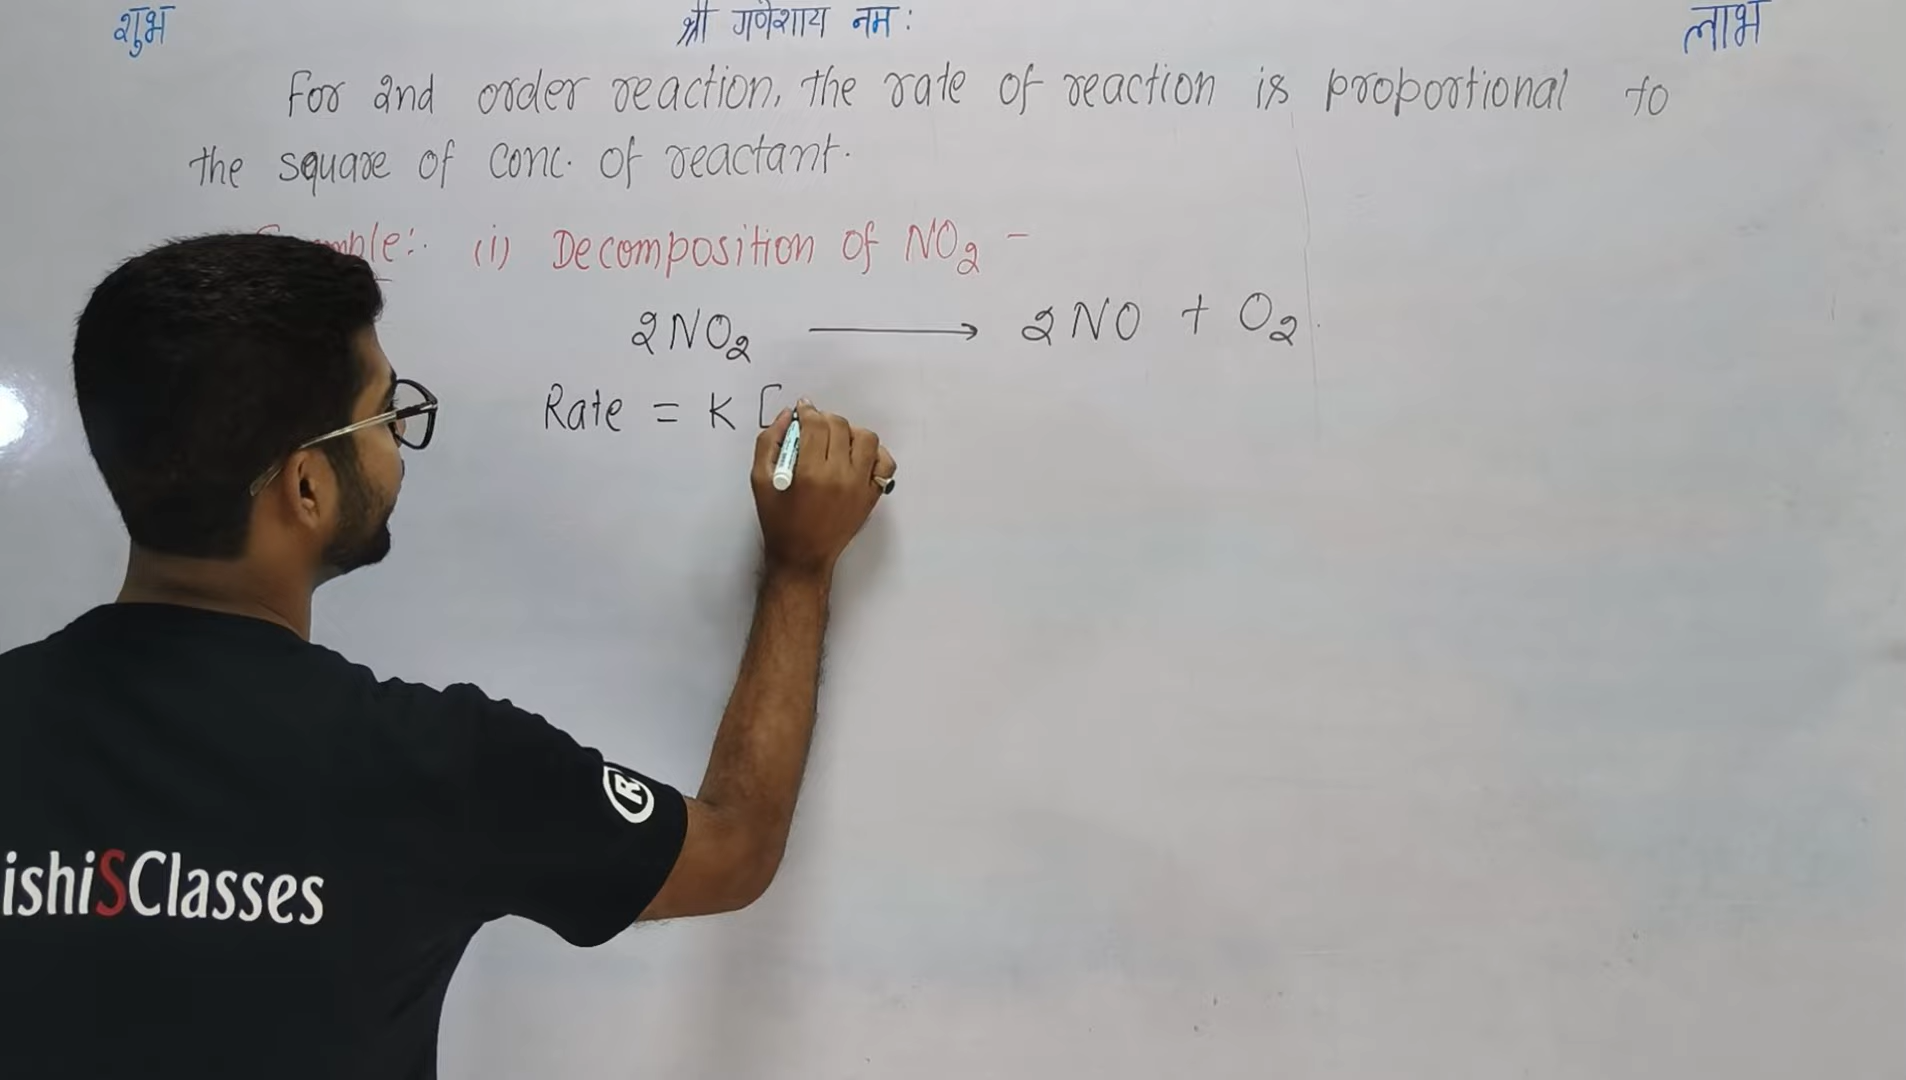 शुभ श्री गणेशाय नमः लाभ
For 2nd order reaction, the rate of reaction is proportional to
the square of conc. of reactant.
(i) Decomposition of NO₂ -
2NO₂ ⟶ 2NO + O₂
Rate = K [
R
ishiSClasses